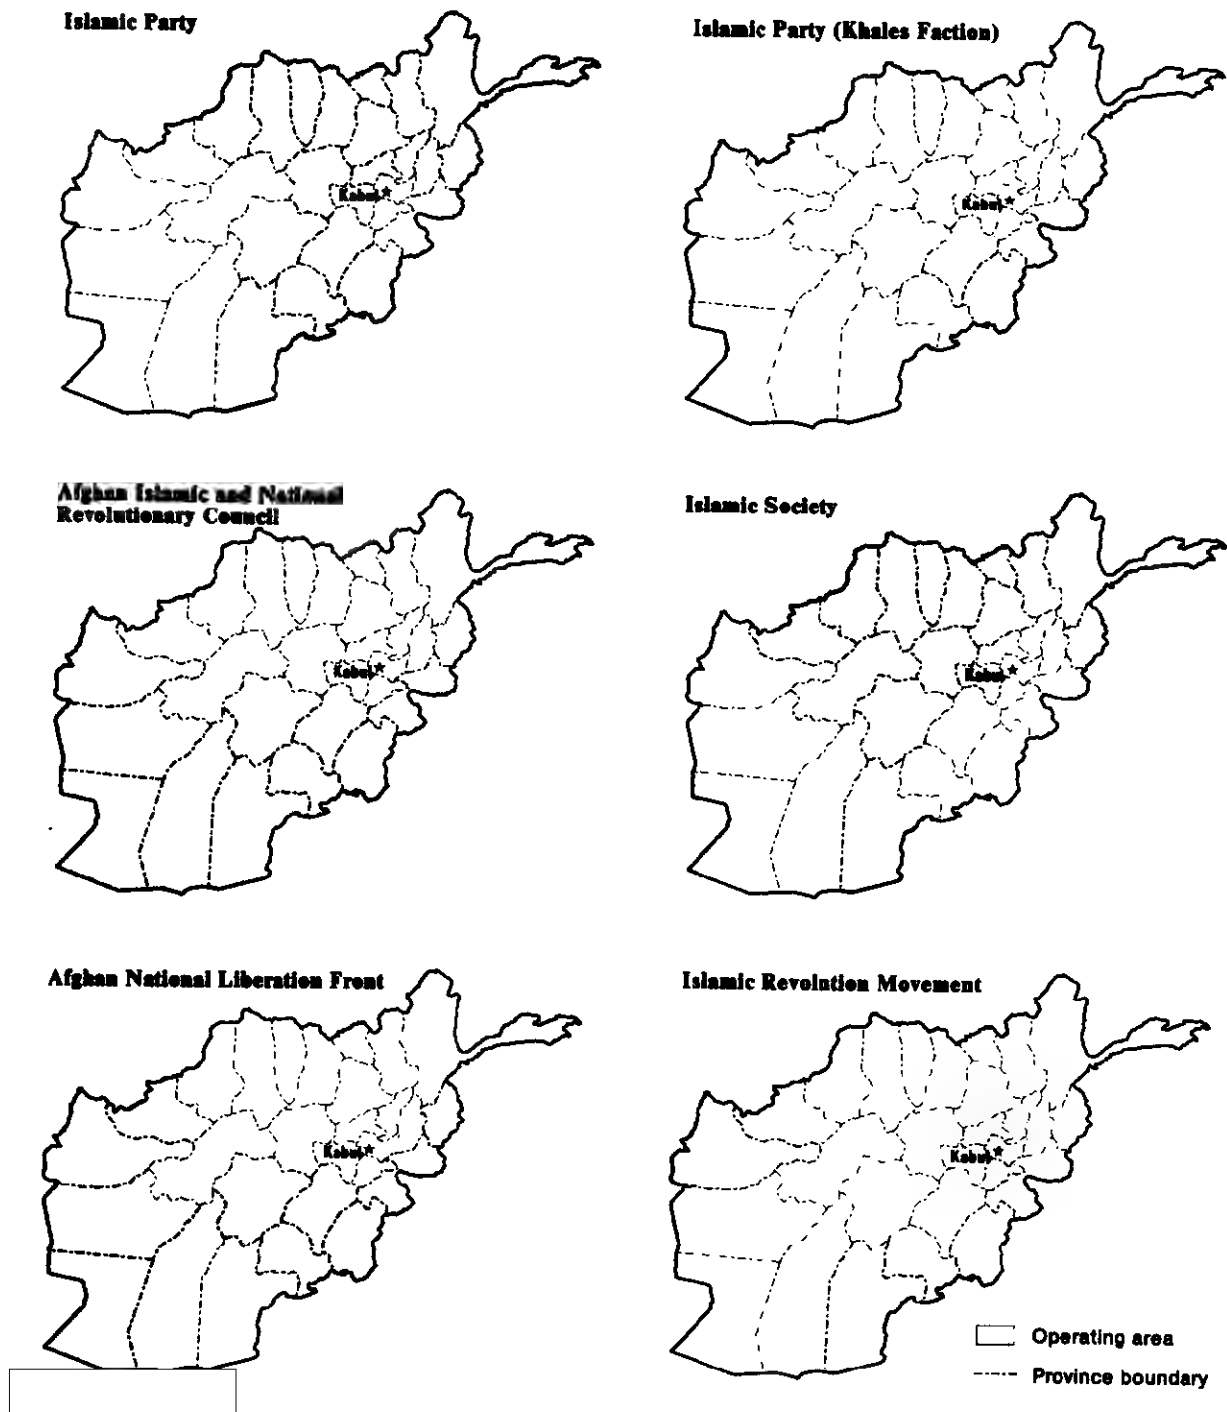 Islamic Party
Islamic Party (Khales Faction)
Kabul
Kabul
Afghan Islamic and National
Revolutionary Council
Islamic Society
Kabul
Kabul
Afghan National Liberation Front
Islamic Revolution Movement
Kabul
Kabul
Operating area
Province boundary